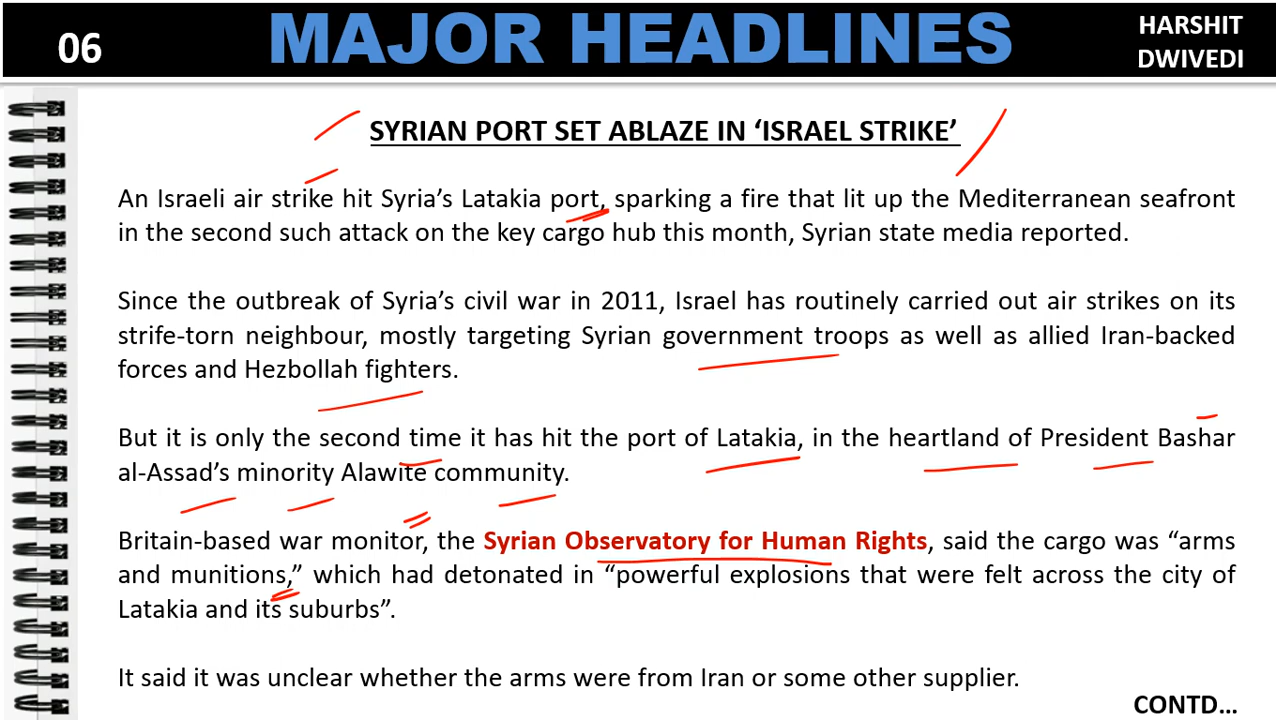 06
MAJOR HEADLINES
HARSHIT
DWIVEDI
SYRIAN PORT SET ABLAZE IN ‘ISRAEL STRIKE’
An Israeli air strike hit Syria’s Latakia port, sparking a fire that lit up the Mediterranean seafront
in the second such attack on the key cargo hub this month, Syrian state media reported.
Since the outbreak of Syria’s civil war in 2011, Israel has routinely carried out air strikes on its
strife-torn neighbour, mostly targeting Syrian government troops as well as allied Iran-backed
forces and Hezbollah fighters.
But it is only the second time it has hit the port of Latakia, in the heartland of President Bashar
al-Assad’s minority Alawite community.
Britain-based war monitor, the Syrian Observatory for Human Rights, said the cargo was “arms
and munitions,” which had detonated in “powerful explosions that were felt across the city of
Latakia and its suburbs”.
It said it was unclear whether the arms were from Iran or some other supplier.
CONTD…